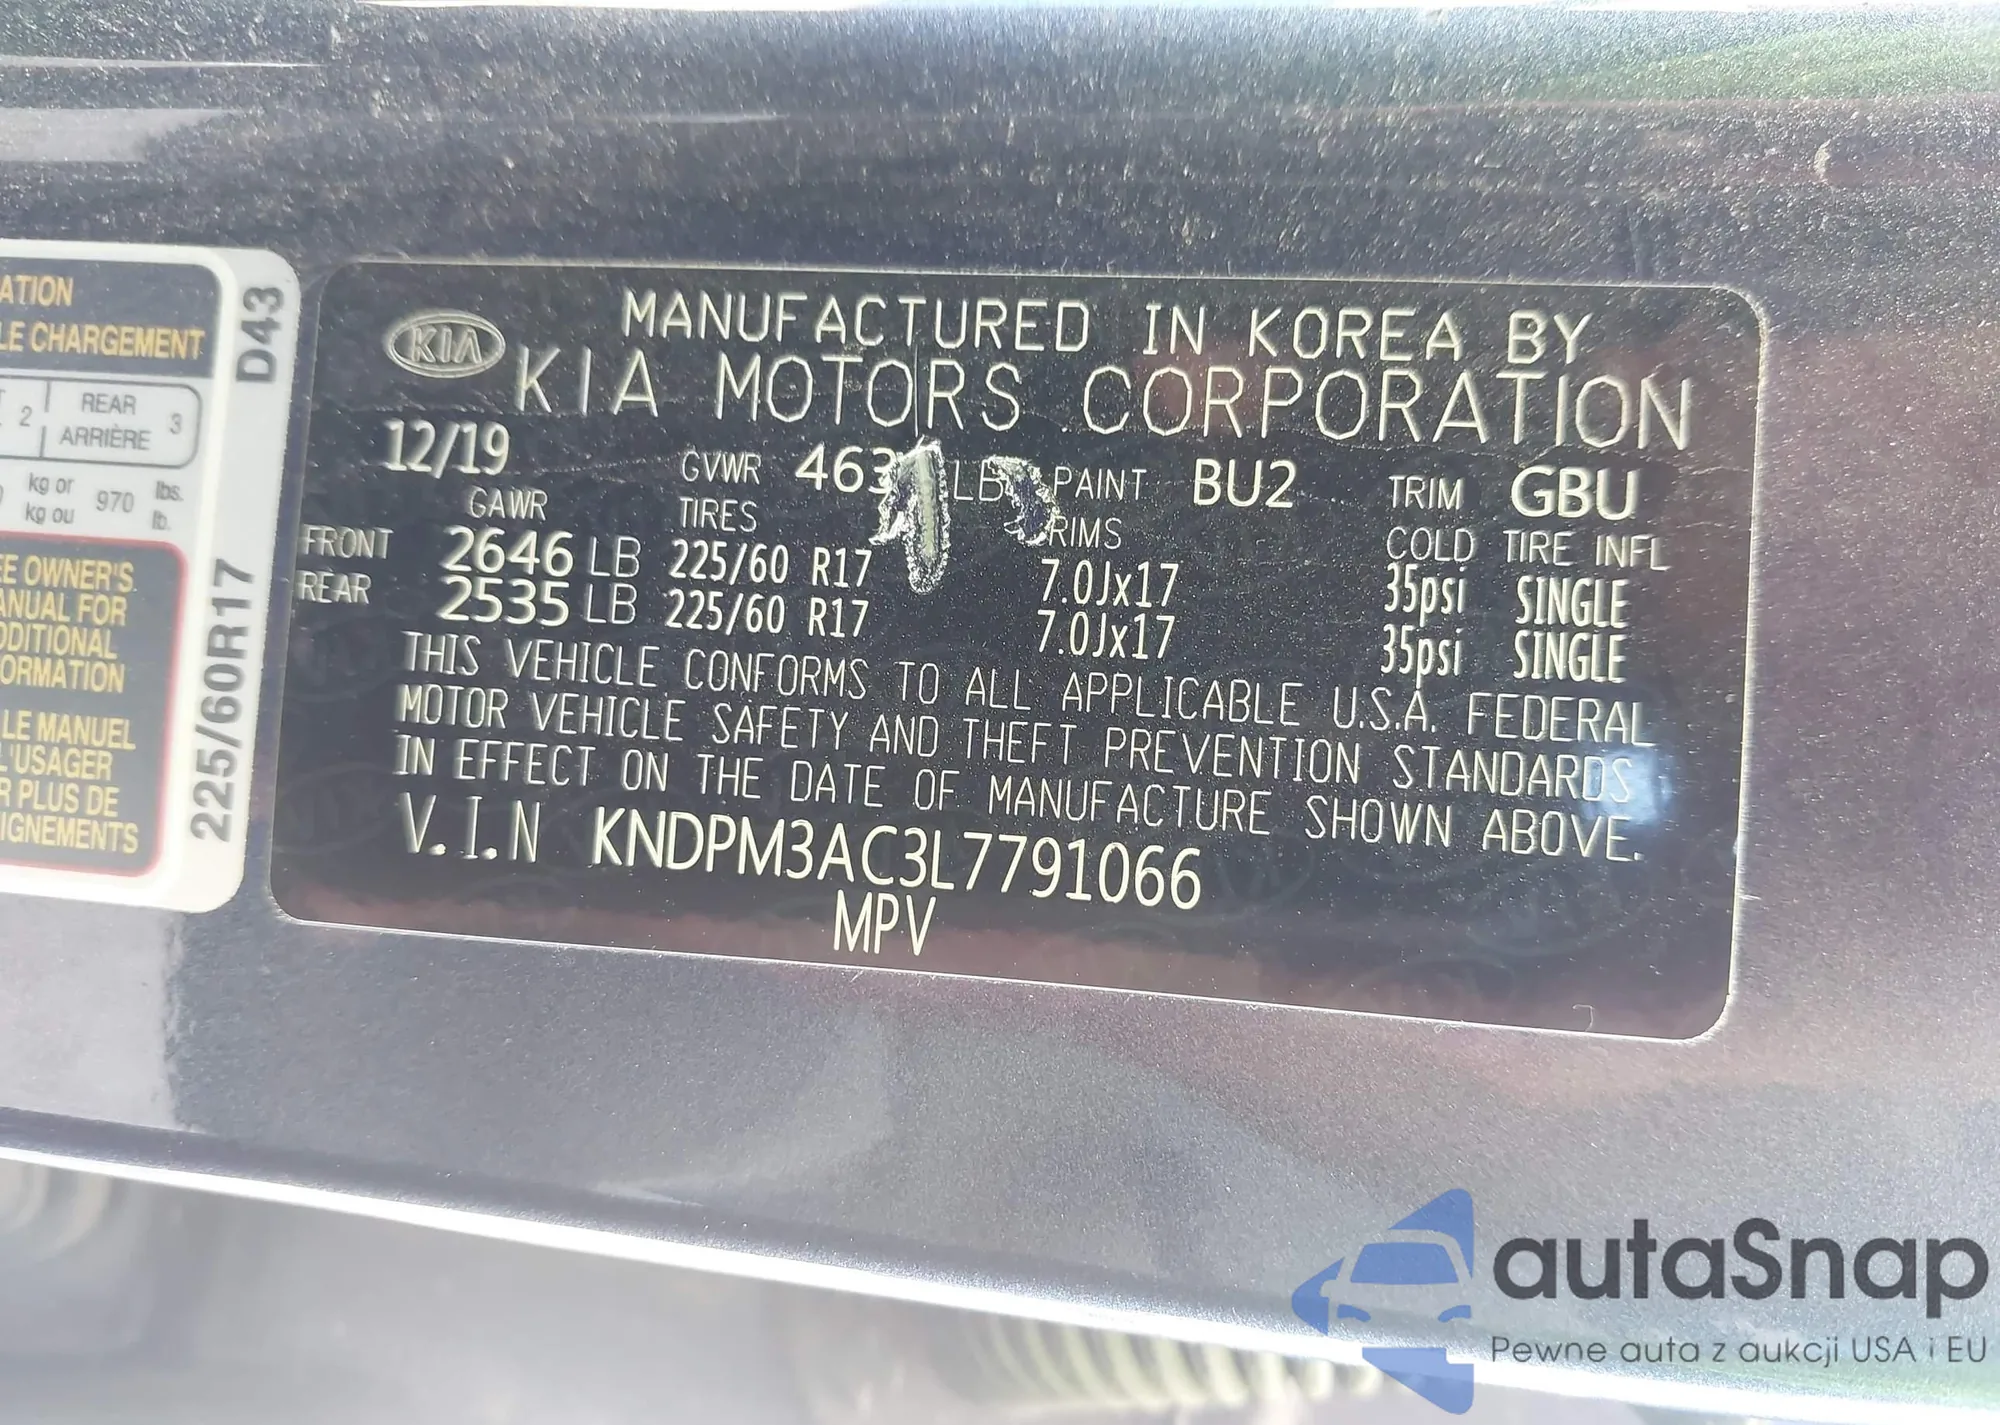 ATION
LE CHARGEMENT
2 REAR 3
ARRIÈRE
kg or 970 lbs.
kg ou lb.
EE OWNER'S
ANUAL FOR
DDITIONAL
ORMATION
LE MANUEL
L'USAGER
R PLUS DE
IGNEMENTS
D43
225/60R17
KIA
MANUFACTURED IN KOREA BY
KIA MOTORS CORPORATION
12/19 GVWR LB PAINT BU2 TRIM GBU
GAWR TIRES RIMS COLD TIRE INFL
FRONT 2646 LB 225/60 R17 7.0Jx17 35psi SINGLE
REAR 2535 LB 225/60 R17 7.0Jx17 35psi SINGLE
THIS VEHICLE CONFORMS TO ALL APPLICABLE U.S.A. FEDERAL
MOTOR VEHICLE SAFETY AND THEFT PREVENTION STANDARDS
IN EFFECT ON THE DATE OF MANUFACTURE SHOWN ABOVE.
V.I.N KNDPM3AC3L7791066
MPV
autaSnap
Pewne auta z aukcji USA i EU